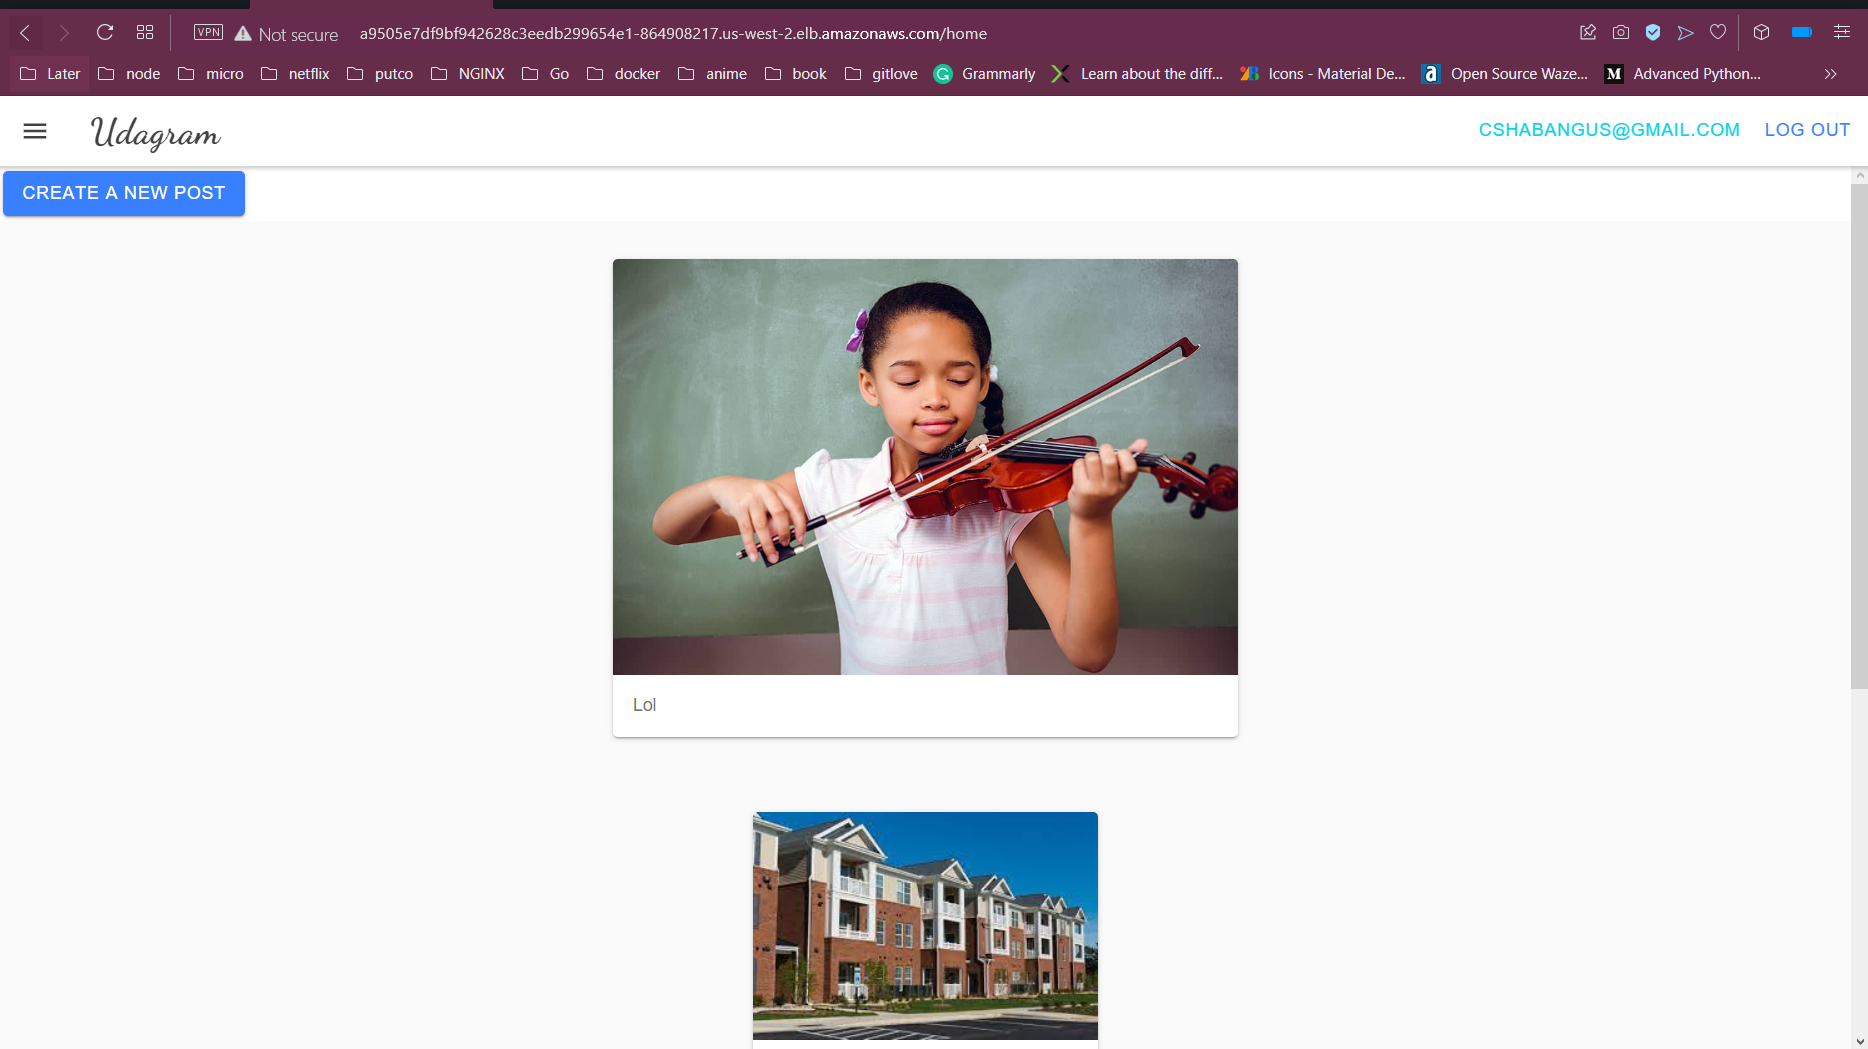 VPN Not secure a9505e7df9bf942628c3eedb299654e1-864908217.us-west-2.elb.amazonaws.com/home
Later node micro netflix putco NGINX Go docker anime book gitlove G Grammarly Learn about the diff... Icons - Material De... a Open Source Waze... M Advanced Python...
Udagram CSHABANGUS@GMAIL.COM LOG OUT
CREATE A NEW POST
Lol